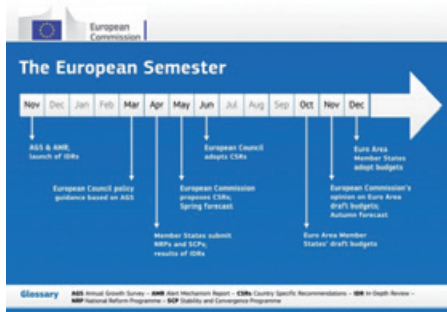 European
Commission
The European Semester
Nov Dec Jan Feb Mar Apr May Jun Jul Aug Sep Oct Nov Dec
AGS & AMR;
launch of IDRs
European Council policy
guidance based on AGS
Member States submit
NRPs and SCPs;
results of IDRs
European Commission
proposes CSRs;
Spring forecast
European Council
adopts CSRs
Euro Area Member
States' draft budgets
European Commission's
opinion on Euro Area
draft budgets;
Autumn forecast
Euro Area
Member States
adopt budgets
Glossary AGS Annual Growth Survey – AMR Alert Mechanism Report – CSRs Country Specific Recommendations – IDR In-Depth Review –
NRP National Reform Programme – SCP Stability and Convergence Programme